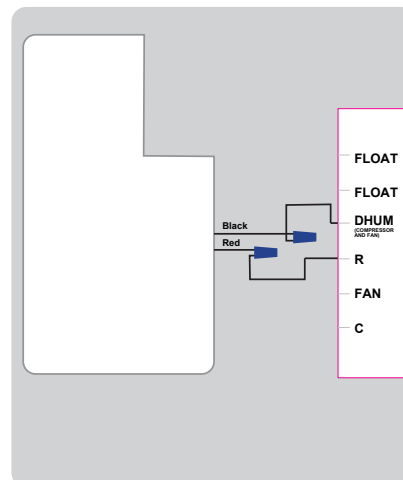 FLOAT
FLOAT
Black
DHUM
(COMPRESSOR
AND FAN)
Red
R
FAN
C